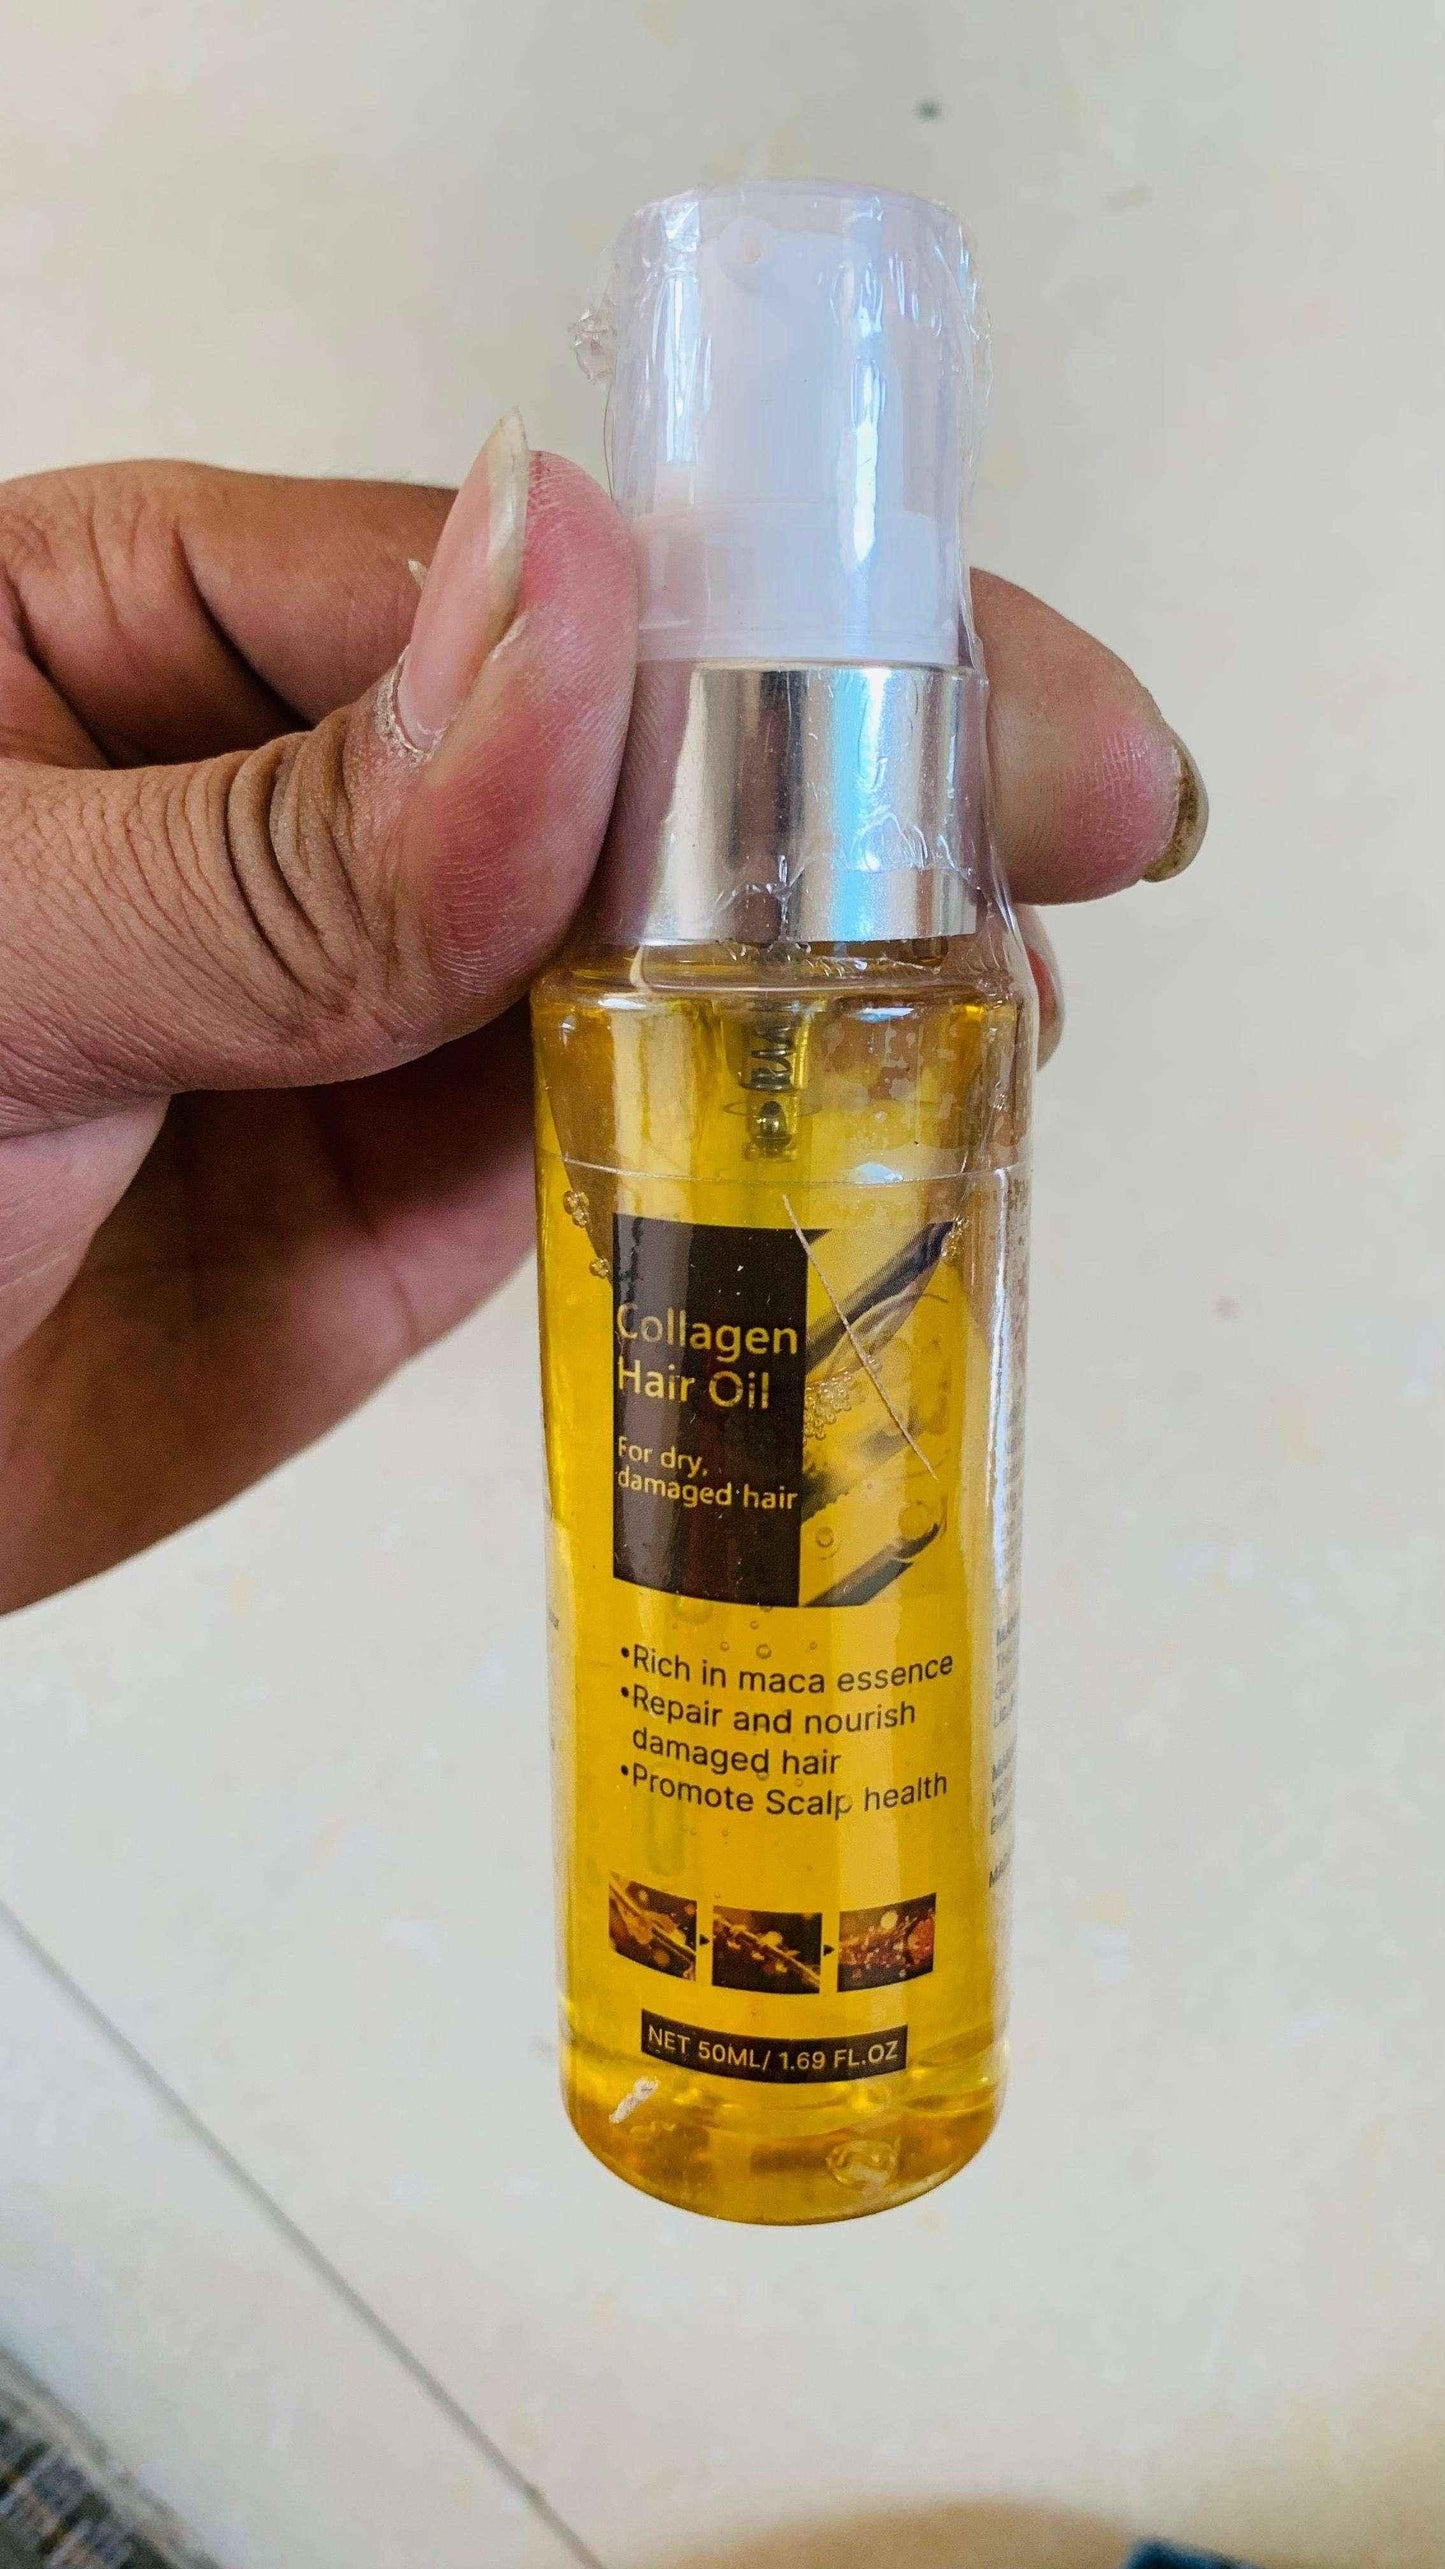 Collagen
Hair Oil
For dry,
damaged hair
•Rich in maca essence
•Repair and nourish
damaged hair
•Promote Scalp health
NET 50ML/ 1.69 FL.OZ